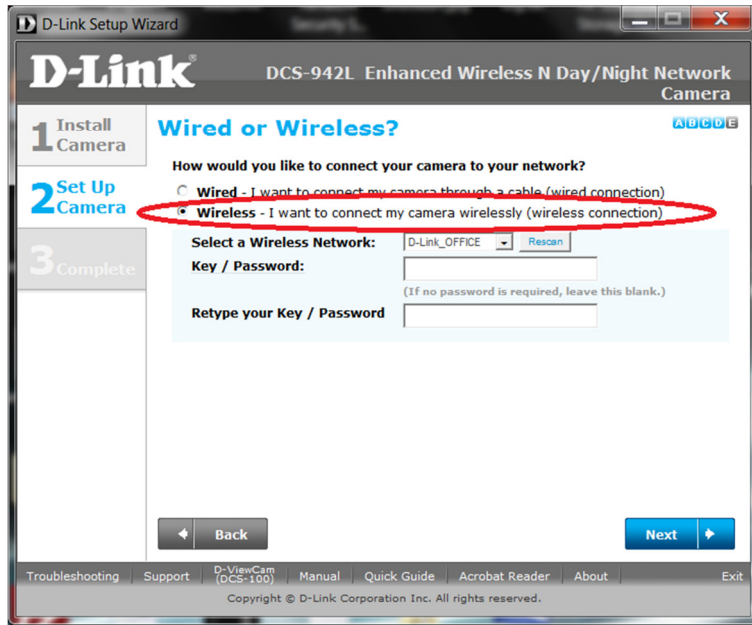 D-Link Setup Wizard
D-Link®
DCS-942L Enhanced Wireless N Day/Night Network
Camera
1 Install
Camera
2 Set Up
Camera
3 Complete
Wired or Wireless?
A B C D E
How would you like to connect your camera to your network?
Wired - I want to connect my camera through a cable (wired connection)
Wireless - I want to connect my camera wirelessly (wireless connection)
Select a Wireless Network: D-Link_OFFICE Rescan
Key / Password:
(If no password is required, leave this blank.)
Retype your Key / Password
Back
Next
Troubleshooting Support D-ViewCam
(DCS-100) Manual Quick Guide Acrobat Reader About Exit
Copyright © D-Link Corporation Inc. All rights reserved.